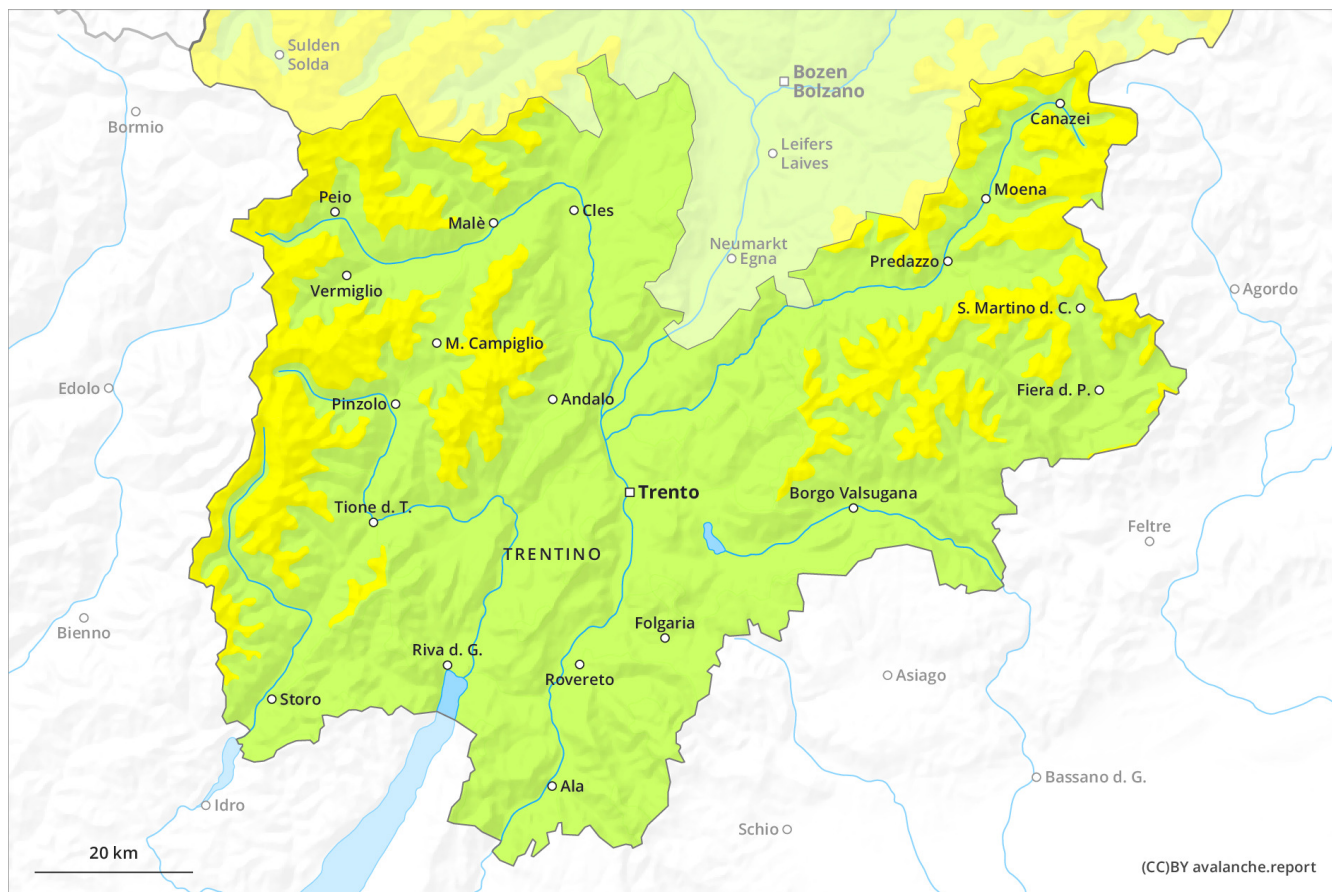 Sulden
Solda
Bozen
Bolzano
Bormio
Canazei
Leifers
Laives
Peio
Moena
Malè
Cles
Neumarkt
Egna
Predazzo
Vermiglio
Agordo
S. Martino d. C.
M. Campiglio
Edolo
Fiera d. P.
Pinzolo
Andalo
Trento
Borgo Valsugana
Tione d. T.
Feltre
TRENTINO
Bienno
Folgaria
Riva d. G.
Asiago
Rovereto
Storo
Bassano d. G.
Ala
Idro
Schio
20 km
(CC)BY avalanche.report